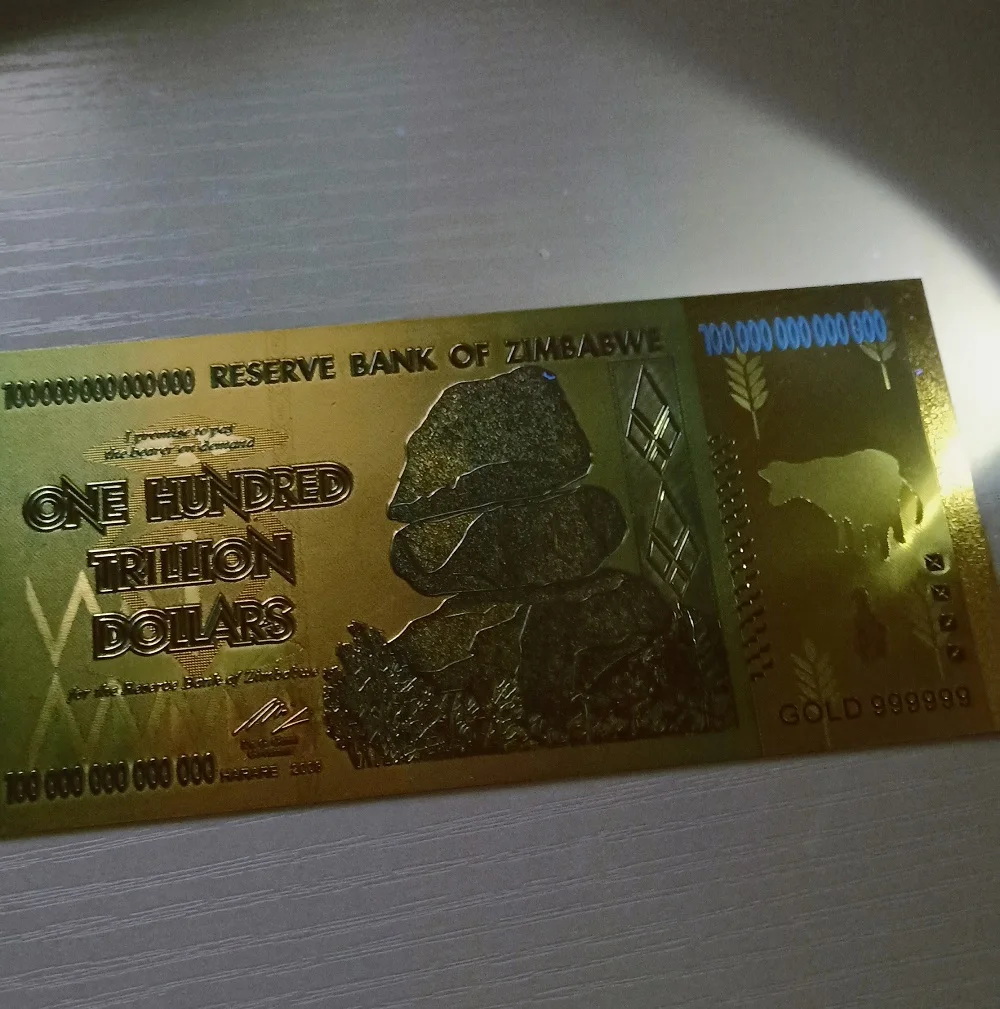 100 000 000 000 000
RESERVE BANK OF ZIMBABWE
100 000 000 000 000
I promise to pay
the bearer on demand
ONE HUNDRED
TRILLION
DOLLARS
for the Reserve Bank of Zimbabwe
GOLD 999999
100 000 000 000 000
HARARE 2008